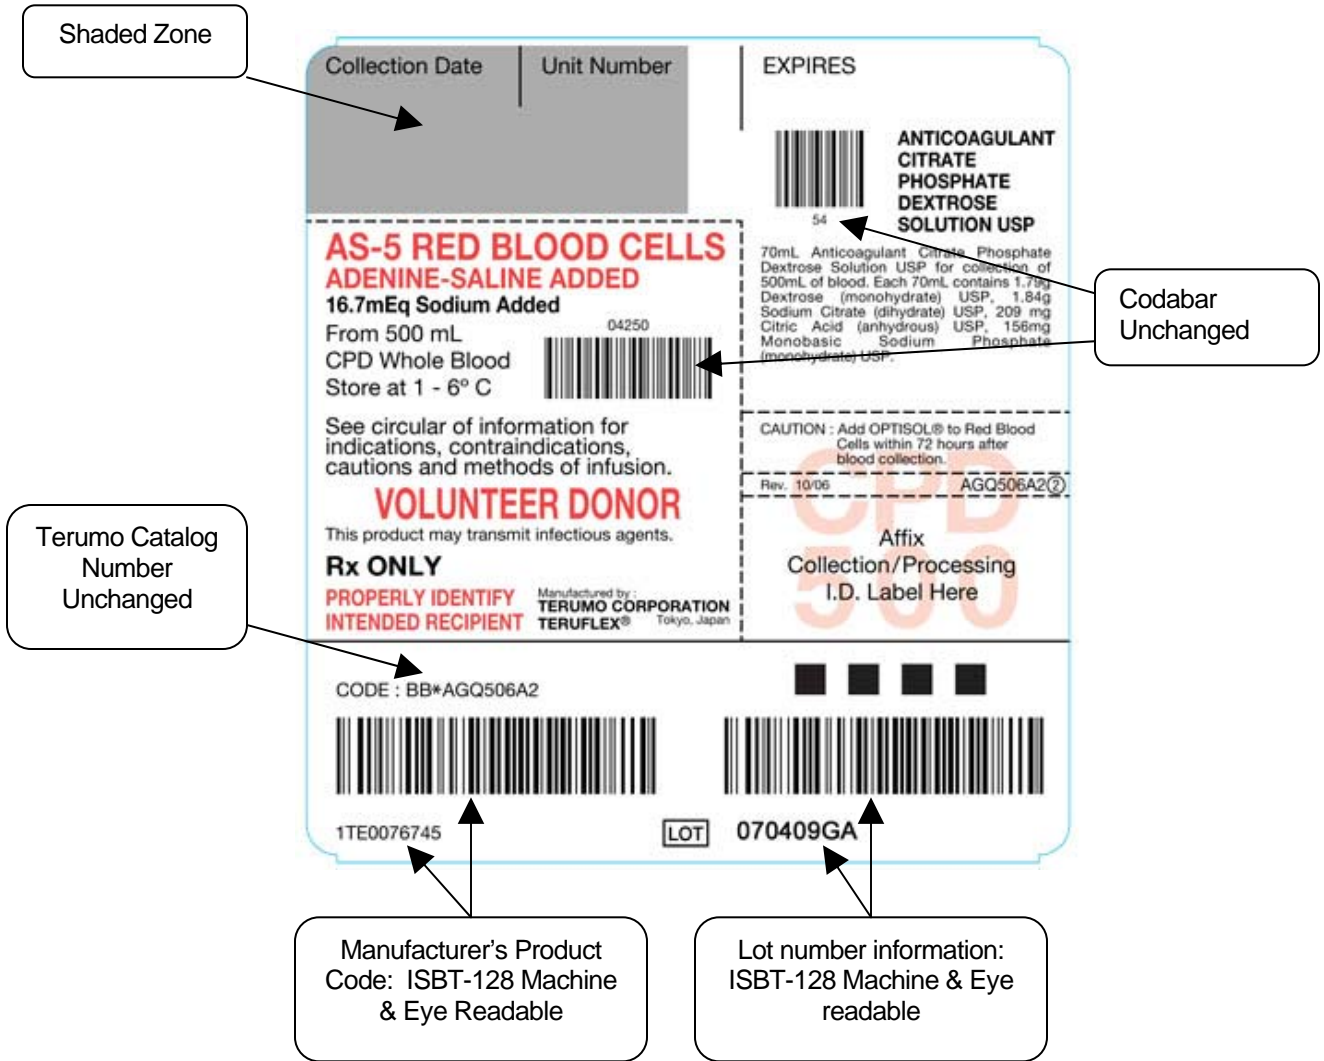 Shaded Zone
Collection Date
Unit Number
EXPIRES
54
ANTICOAGULANT
CITRATE
PHOSPHATE
DEXTROSE
SOLUTION USP
70mL Anticoagulant Citrate Phosphate
Dextrose Solution USP for collection of
500mL of blood. Each 70mL contains 1.79g
Dextrose (monohydrate) USP, 1.84g
Sodium Citrate (dihydrate) USP, 209 mg
Citric Acid (anhydrous) USP, 156mg
Monobasic Sodium Phosphate
(monohydrate) USP.
Codabar
Unchanged
AS-5 RED BLOOD CELLS
ADENINE-SALINE ADDED
16.7mEq Sodium Added
From 500 mL
CPD Whole Blood
Store at 1 - 6º C
04250
See circular of information for
indications, contraindications,
cautions and methods of infusion.
VOLUNTEER DONOR
This product may transmit infectious agents.
Rx ONLY
PROPERLY IDENTIFY
INTENDED RECIPIENT
Manufactured by :
TERUMO CORPORATION
TERUFLEX® Tokyo, Japan
CAUTION : Add OPTISOL® to Red Blood
Cells within 72 hours after
blood collection.
Rev. 10/06 AGQ506A2②
CPD
500
Affix
Collection/Processing
I.D. Label Here
Terumo Catalog
Number
Unchanged
CODE : BB*AGQ506A2
1TE0076745
LOT 070409GA
Manufacturer's Product
Code: ISBT-128 Machine
& Eye Readable
Lot number information:
ISBT-128 Machine & Eye
readable